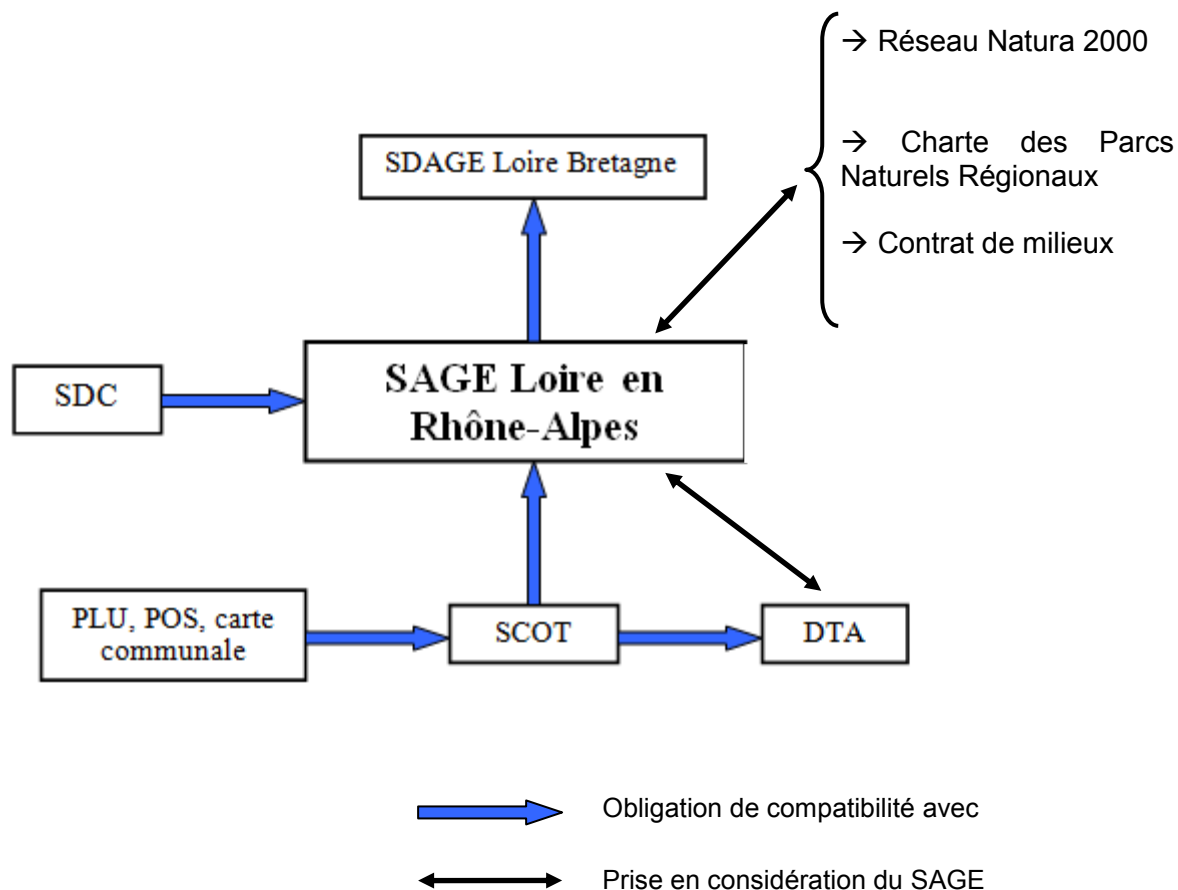 → Réseau Natura 2000
→ Charte des Parcs
Naturels Régionaux
→ Contrat de milieux
SDAGE Loire Bretagne
SDC
SAGE Loire en
Rhône-Alpes
PLU, POS, carte
communale
SCOT
DTA
Obligation de compatibilité avec
Prise en considération du SAGE